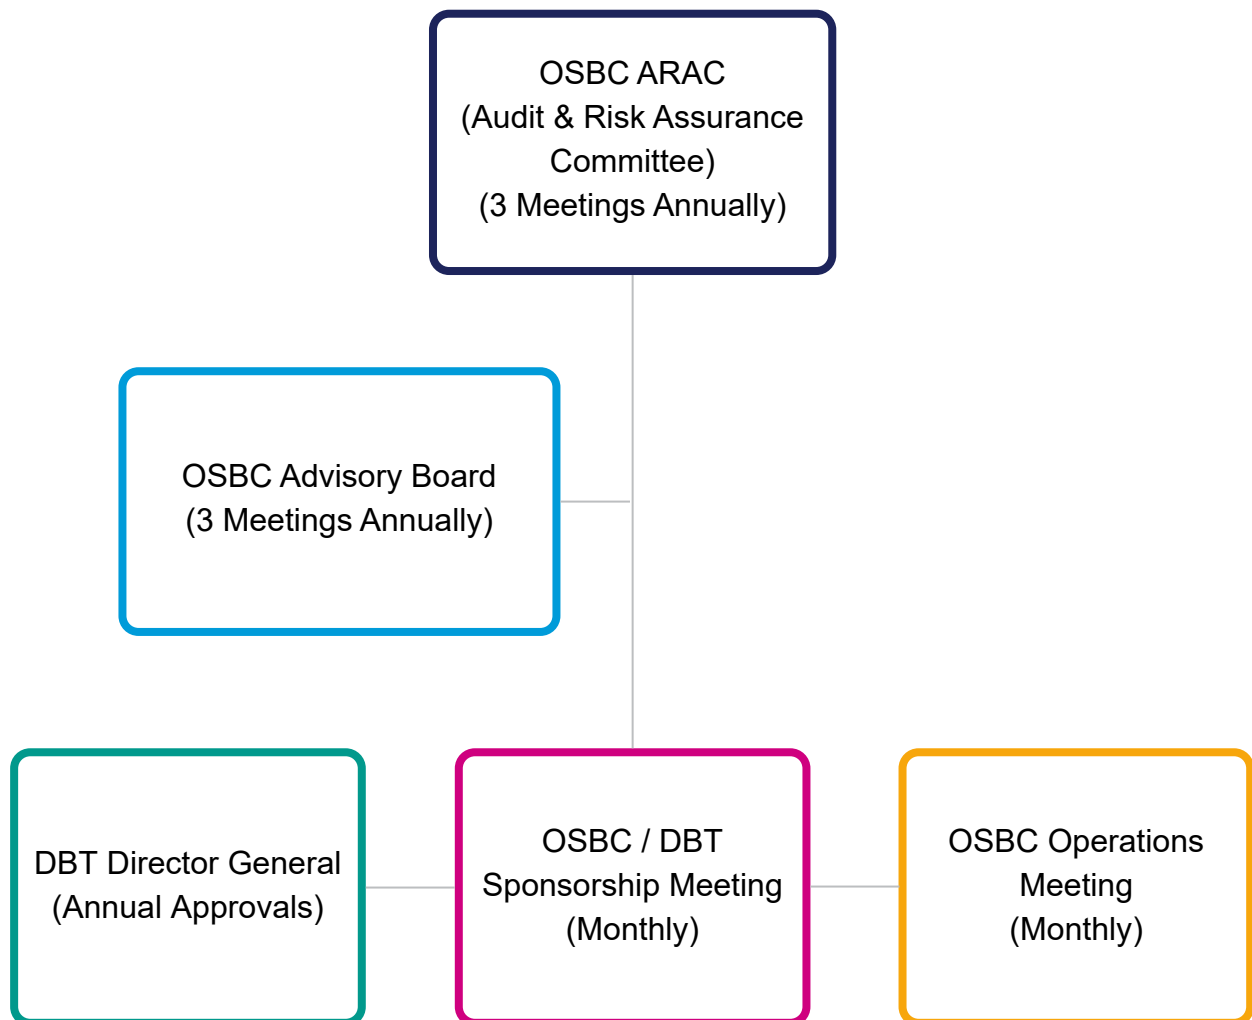 OSBC ARAC
(Audit & Risk Assurance
Committee)
(3 Meetings Annually)
OSBC Advisory Board
(3 Meetings Annually)
DBT Director General
(Annual Approvals)
OSBC / DBT
Sponsorship Meeting
(Monthly)
OSBC Operations
Meeting
(Monthly)